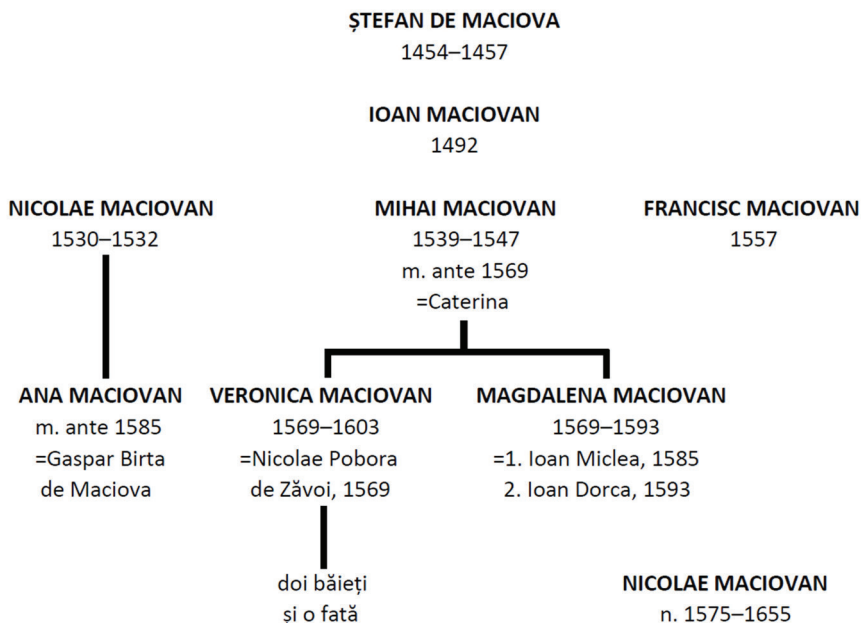 ȘTEFAN DE MACIOVA
1454–1457
IOAN MACIOVAN
1492
NICOLAE MACIOVAN
1530–1532
MIHAI MACIOVAN
1539–1547
m. ante 1569
=Caterina
FRANCISC MACIOVAN
1557
ANA MACIOVAN
m. ante 1585
=Gaspar Birta
de Maciova
VERONICA MACIOVAN
1569–1603
=Nicolae Pobora
de Zăvoi, 1569
MAGDALENA MACIOVAN
1569–1593
=1. Ioan Miclea, 1585
2. Ioan Dorca, 1593
doi băieți
și o fată
NICOLAE MACIOVAN
n. 1575–1655